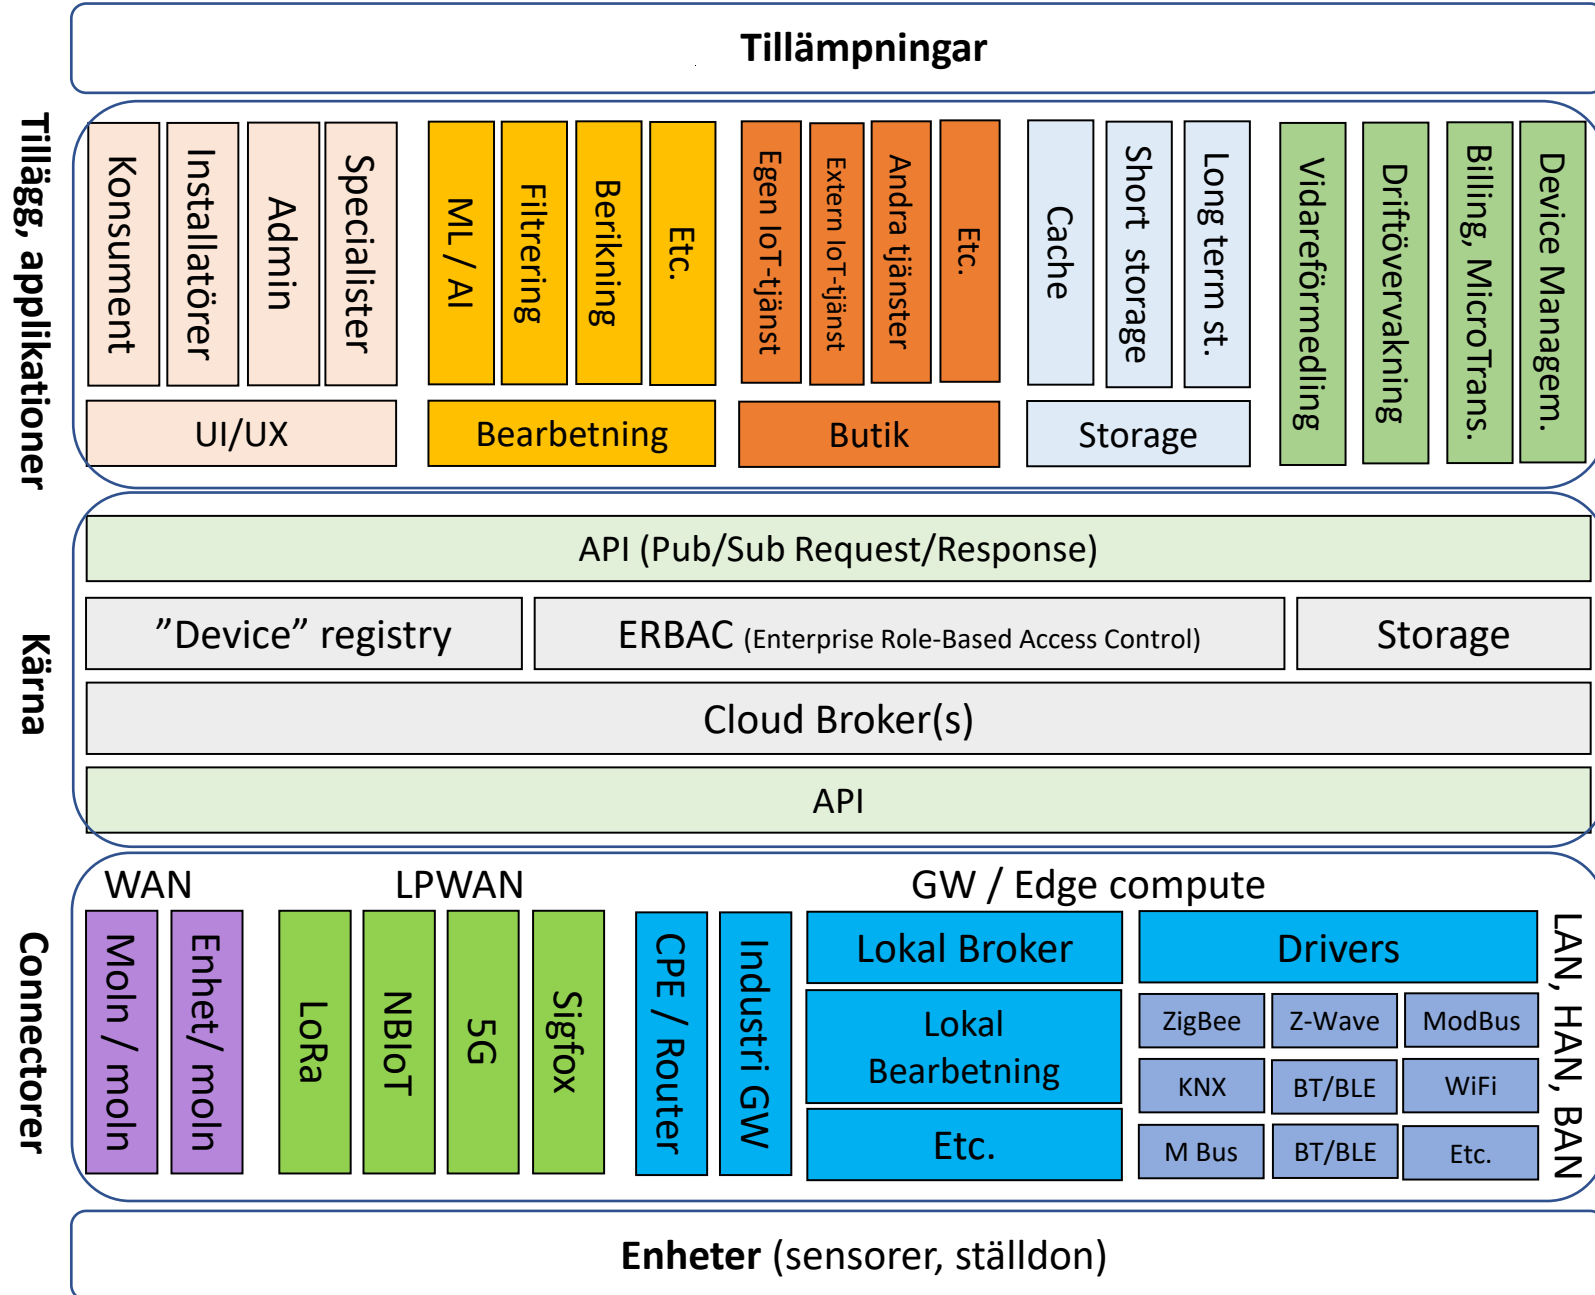 Tillämpningar
Tillägg, applikationer
Konsument
Installatörer
Admin
Specialister
UI/UX
ML / AI
Filtrering
Berikning
Etc.
Bearbetning
Egen IoT-tjänst
Extern IoT-tjänst
Andra tjänster
Etc.
Butik
Cache
Short storage
Long term st.
Storage
Vidareförmedling
Driftövervakning
Billing, MicroTrans.
Device Managem.
Kärna
API (Pub/Sub Request/Response)
”Device” registry
ERBAC (Enterprise Role-Based Access Control)
Storage
Cloud Broker(s)
API
Connectorer
WAN
Moln / moln
Enhet/ moln
LPWAN
LoRa
NBIoT
5G
Sigfox
GW / Edge compute
CPE / Router
Industri GW
Lokal Broker
Lokal
Bearbetning
Etc.
Drivers
ZigBee
Z-Wave
ModBus
KNX
BT/BLE
WiFi
M Bus
BT/BLE
Etc.
LAN, HAN, BAN
Enheter (sensorer, ställdon)